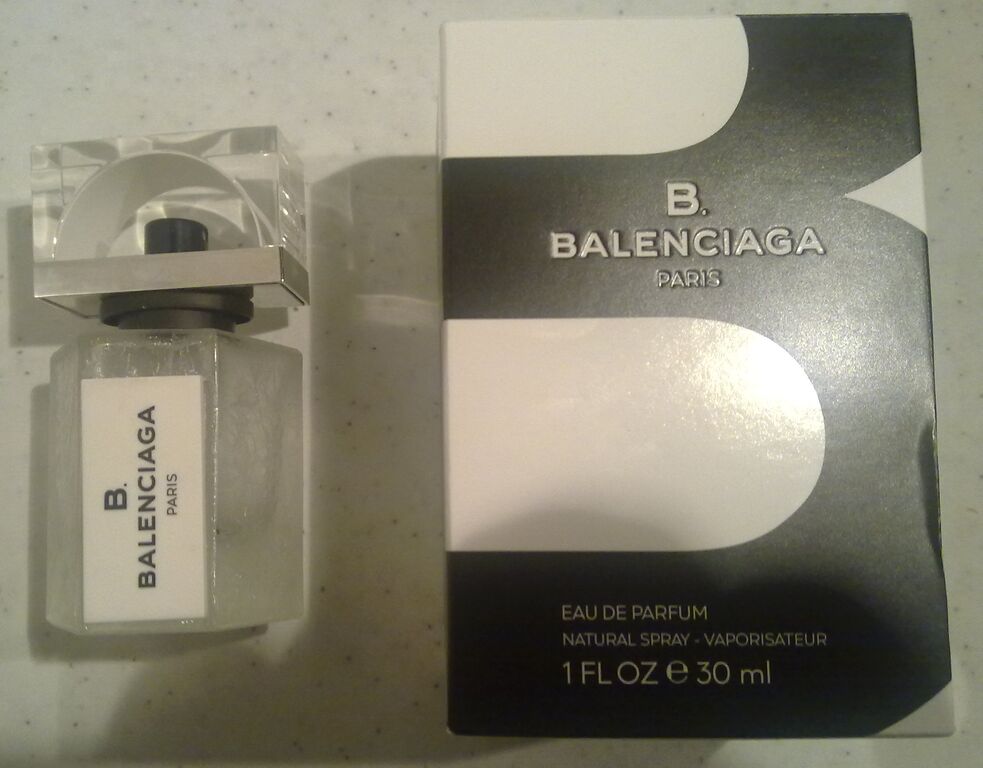 B.
BALENCIAGA
PARIS
B.
BALENCIAGA
PARIS
EAU DE PARFUM
NATURAL SPRAY - VAPORISATEUR
1 FL OZ ℮ 30 ml